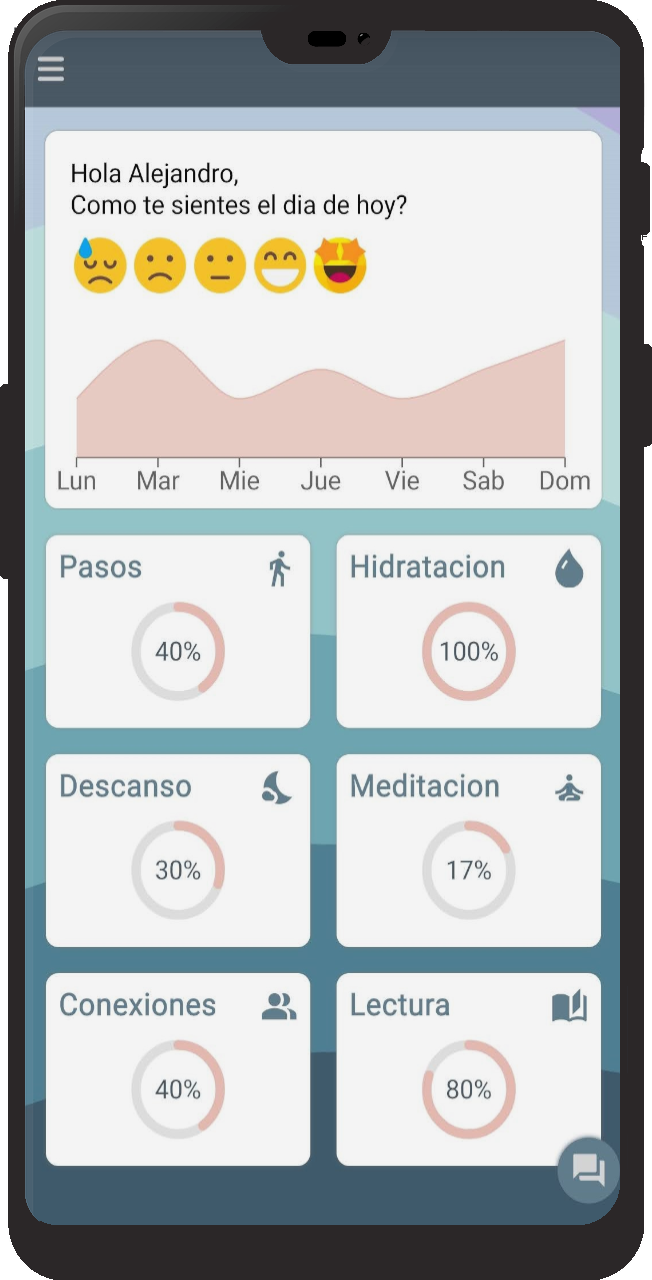 Hola Alejandro,
Como te sientes el dia de hoy?
Lun Mar Mie Jue Vie Sab Dom
Pasos
40%
Hidratacion
100%
Descanso
30%
Meditacion
17%
Conexiones
40%
Lectura
80%